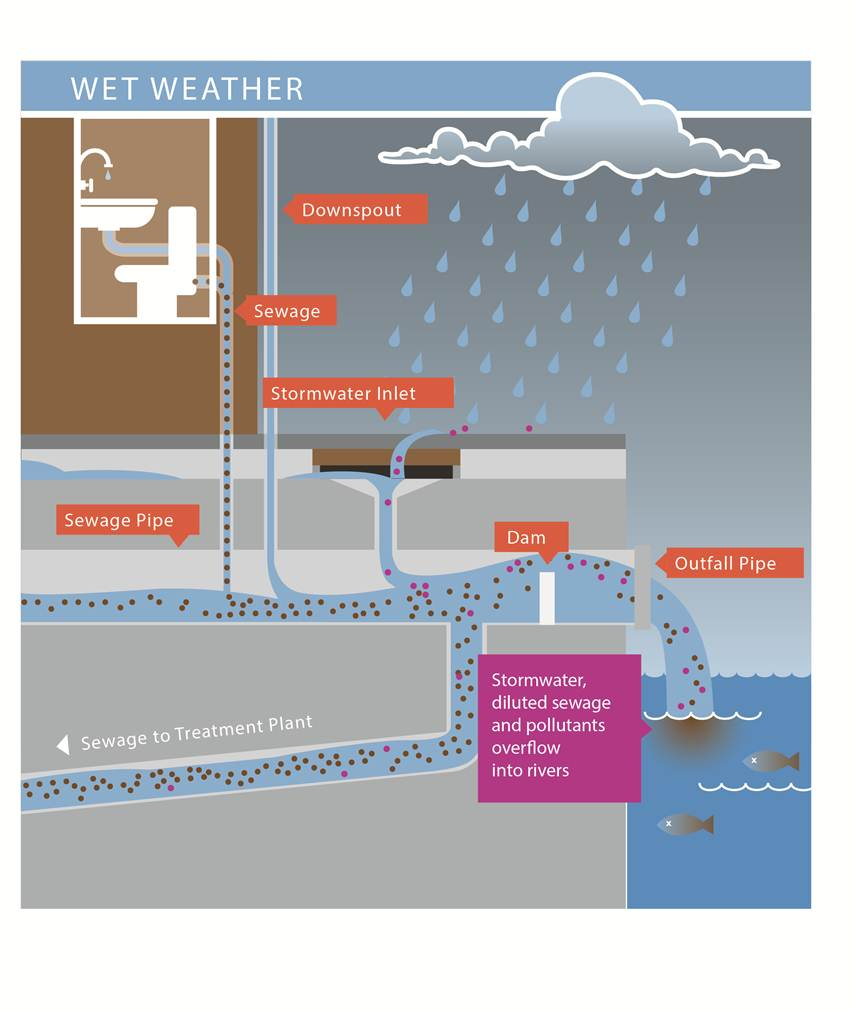 WET WEATHER
Downspout
Sewage
Stormwater Inlet
Sewage Pipe
Dam
Outfall Pipe
Stormwater,
diluted sewage
and pollutants
overflow
into rivers
Sewage to Treatment Plant